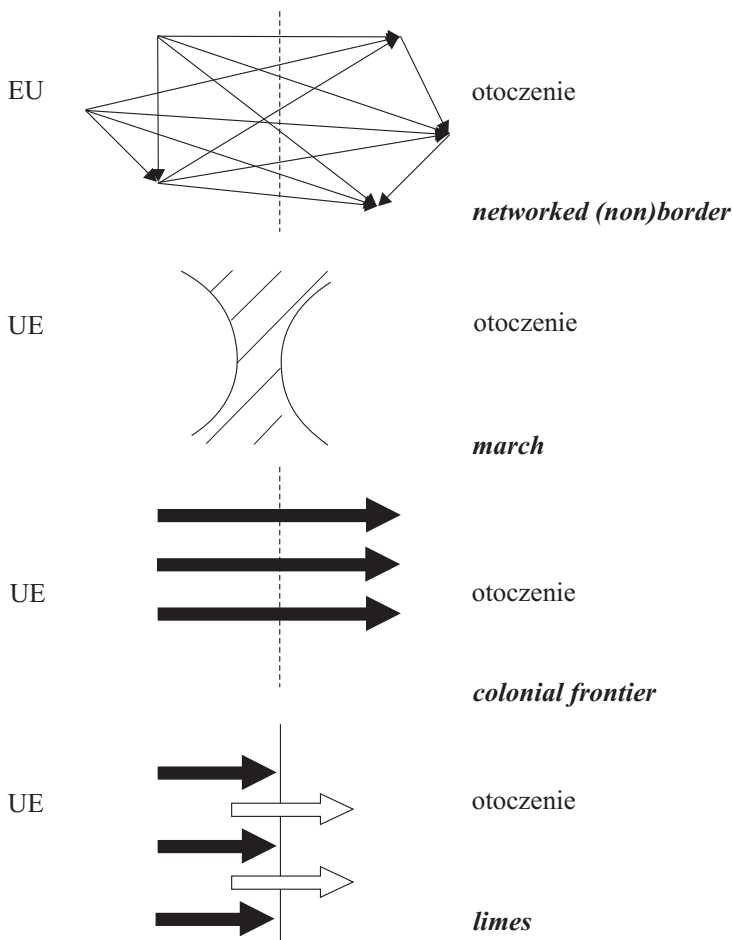 EU
otoczenie
networked (non)border
UE
otoczenie
march
UE
otoczenie
colonial frontier
UE
otoczenie
limes